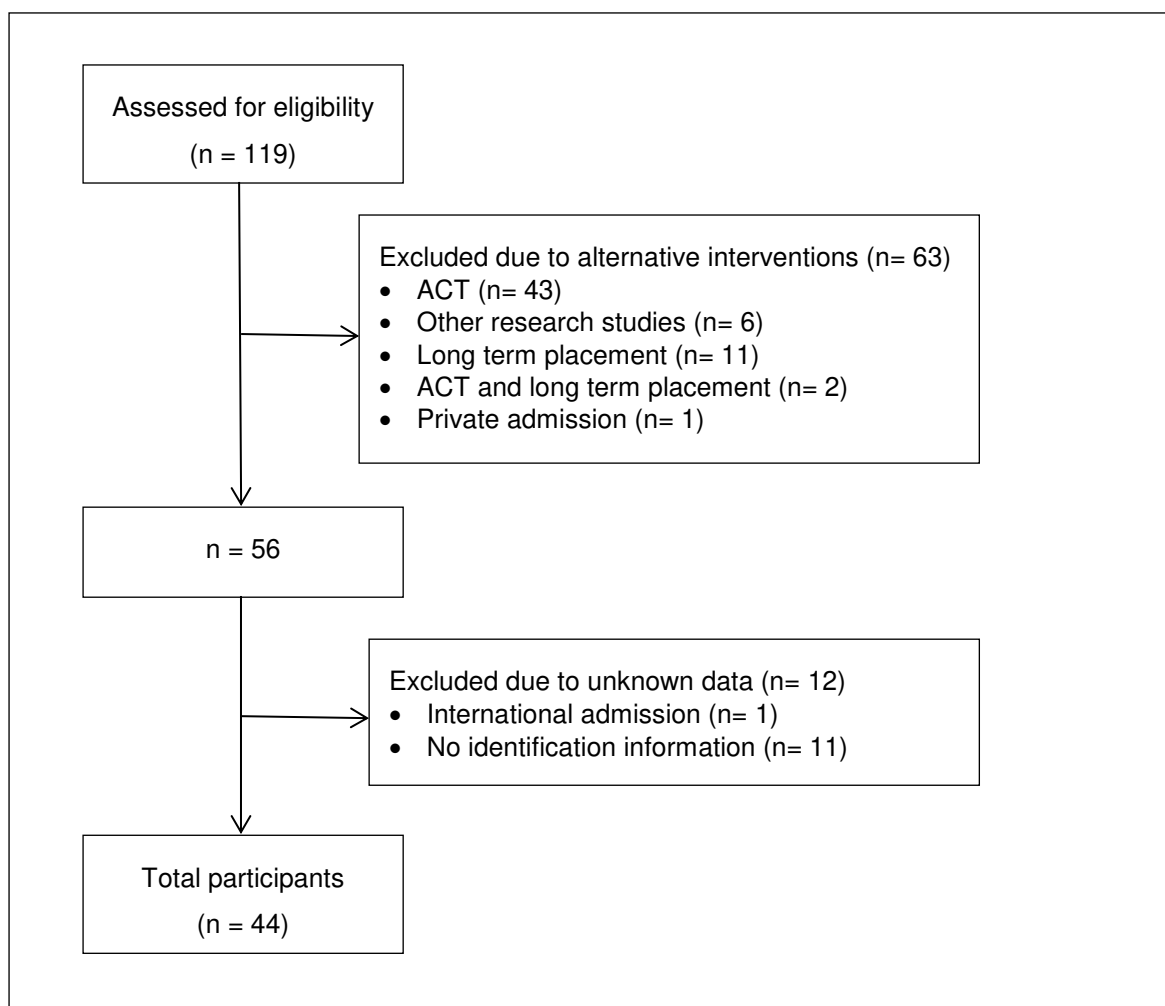 Assessed for eligibility
(n = 119)
Excluded due to alternative interventions (n= 63)
• ACT (n= 43)
• Other research studies (n= 6)
• Long term placement (n= 11)
• ACT and long term placement (n= 2)
• Private admission (n= 1)
n = 56
Excluded due to unknown data (n= 12)
• International admission (n= 1)
• No identification information (n= 11)
Total participants
(n = 44)